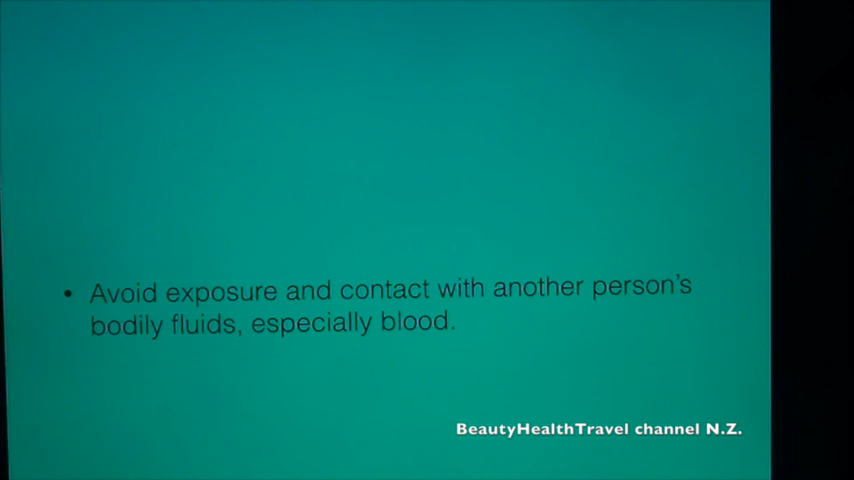 • Avoid exposure and contact with another person's
bodily fluids, especially blood.
BeautyHealthTravel channel N.Z.